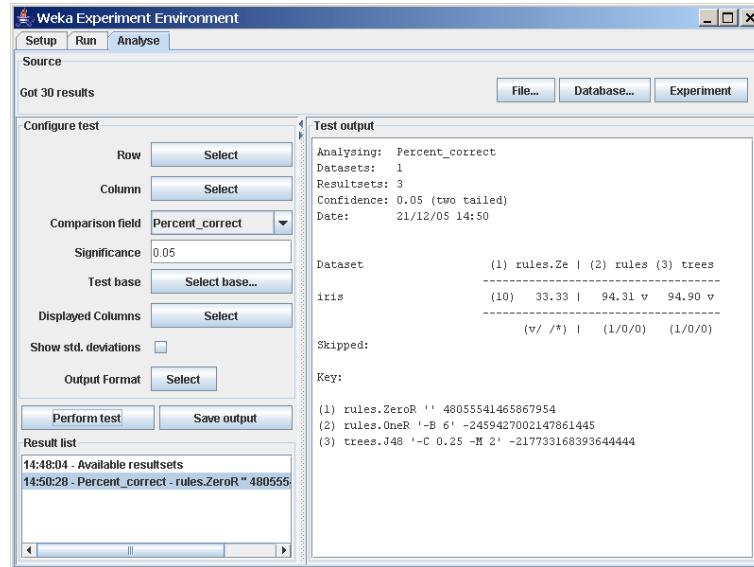 Weka Experiment Environment
Setup Run Analyse
Source
Got 30 results
File... Database... Experiment
Configure test
Row Select
Column Select
Comparison field Percent_correct
Significance 0.05
Test base Select base...
Displayed Columns Select
Show std. deviations
Output Format Select
Perform test Save output
Result list
14:48:04 - Available resultsets
14:50:28 - Percent_correct - rules.ZeroR '' 480555
Test output
Analysing: Percent_correct
Datasets: 1
Resultsets: 3
Confidence: 0.05 (two tailed)
Date: 21/12/05 14:50
Dataset (1) rules.Ze | (2) rules (3) trees
----------------------------------
iris (10) 33.33 | 94.31 v 94.90 v
----------------------------------
(v/ /*) | (1/0/0) (1/0/0)
Skipped:
Key:
(1) rules.ZeroR '' 48055541465867954
(2) rules.OneR '-B 6' -2459427002147861445
(3) trees.J48 '-C 0.25 -M 2' -217733168393644444